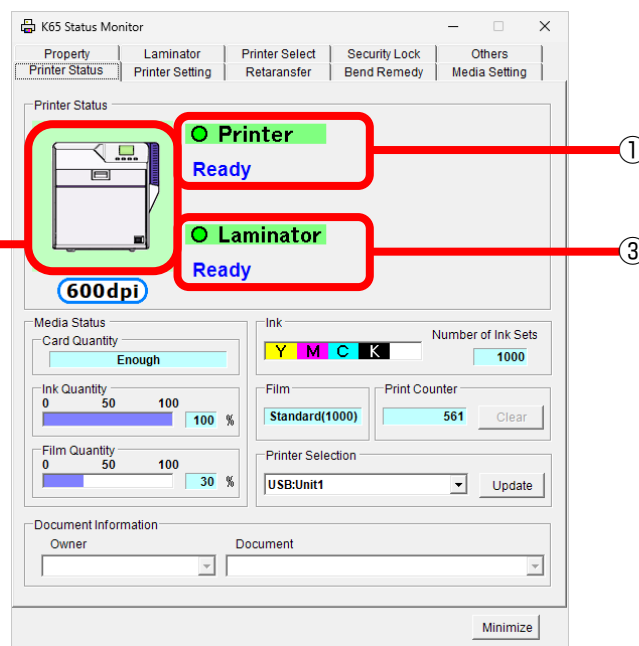 K65 Status Monitor
Property Laminator Printer Select Security Lock Others
Printer Status Printer Setting Retaransfer Bend Remedy Media Setting
Printer Status
Printer
Ready
①
Laminator
Ready
③
600dpi
Media Status
Card Quantity
Enough
Ink
Y M C K
Number of Ink Sets
1000
Ink Quantity
0 50 100
100 %
Film
Standard(1000)
Print Counter
561 Clear
Film Quantity
0 50 100
30 %
Printer Selection
USB:Unit1 Update
Document Information
Owner Document
Minimize